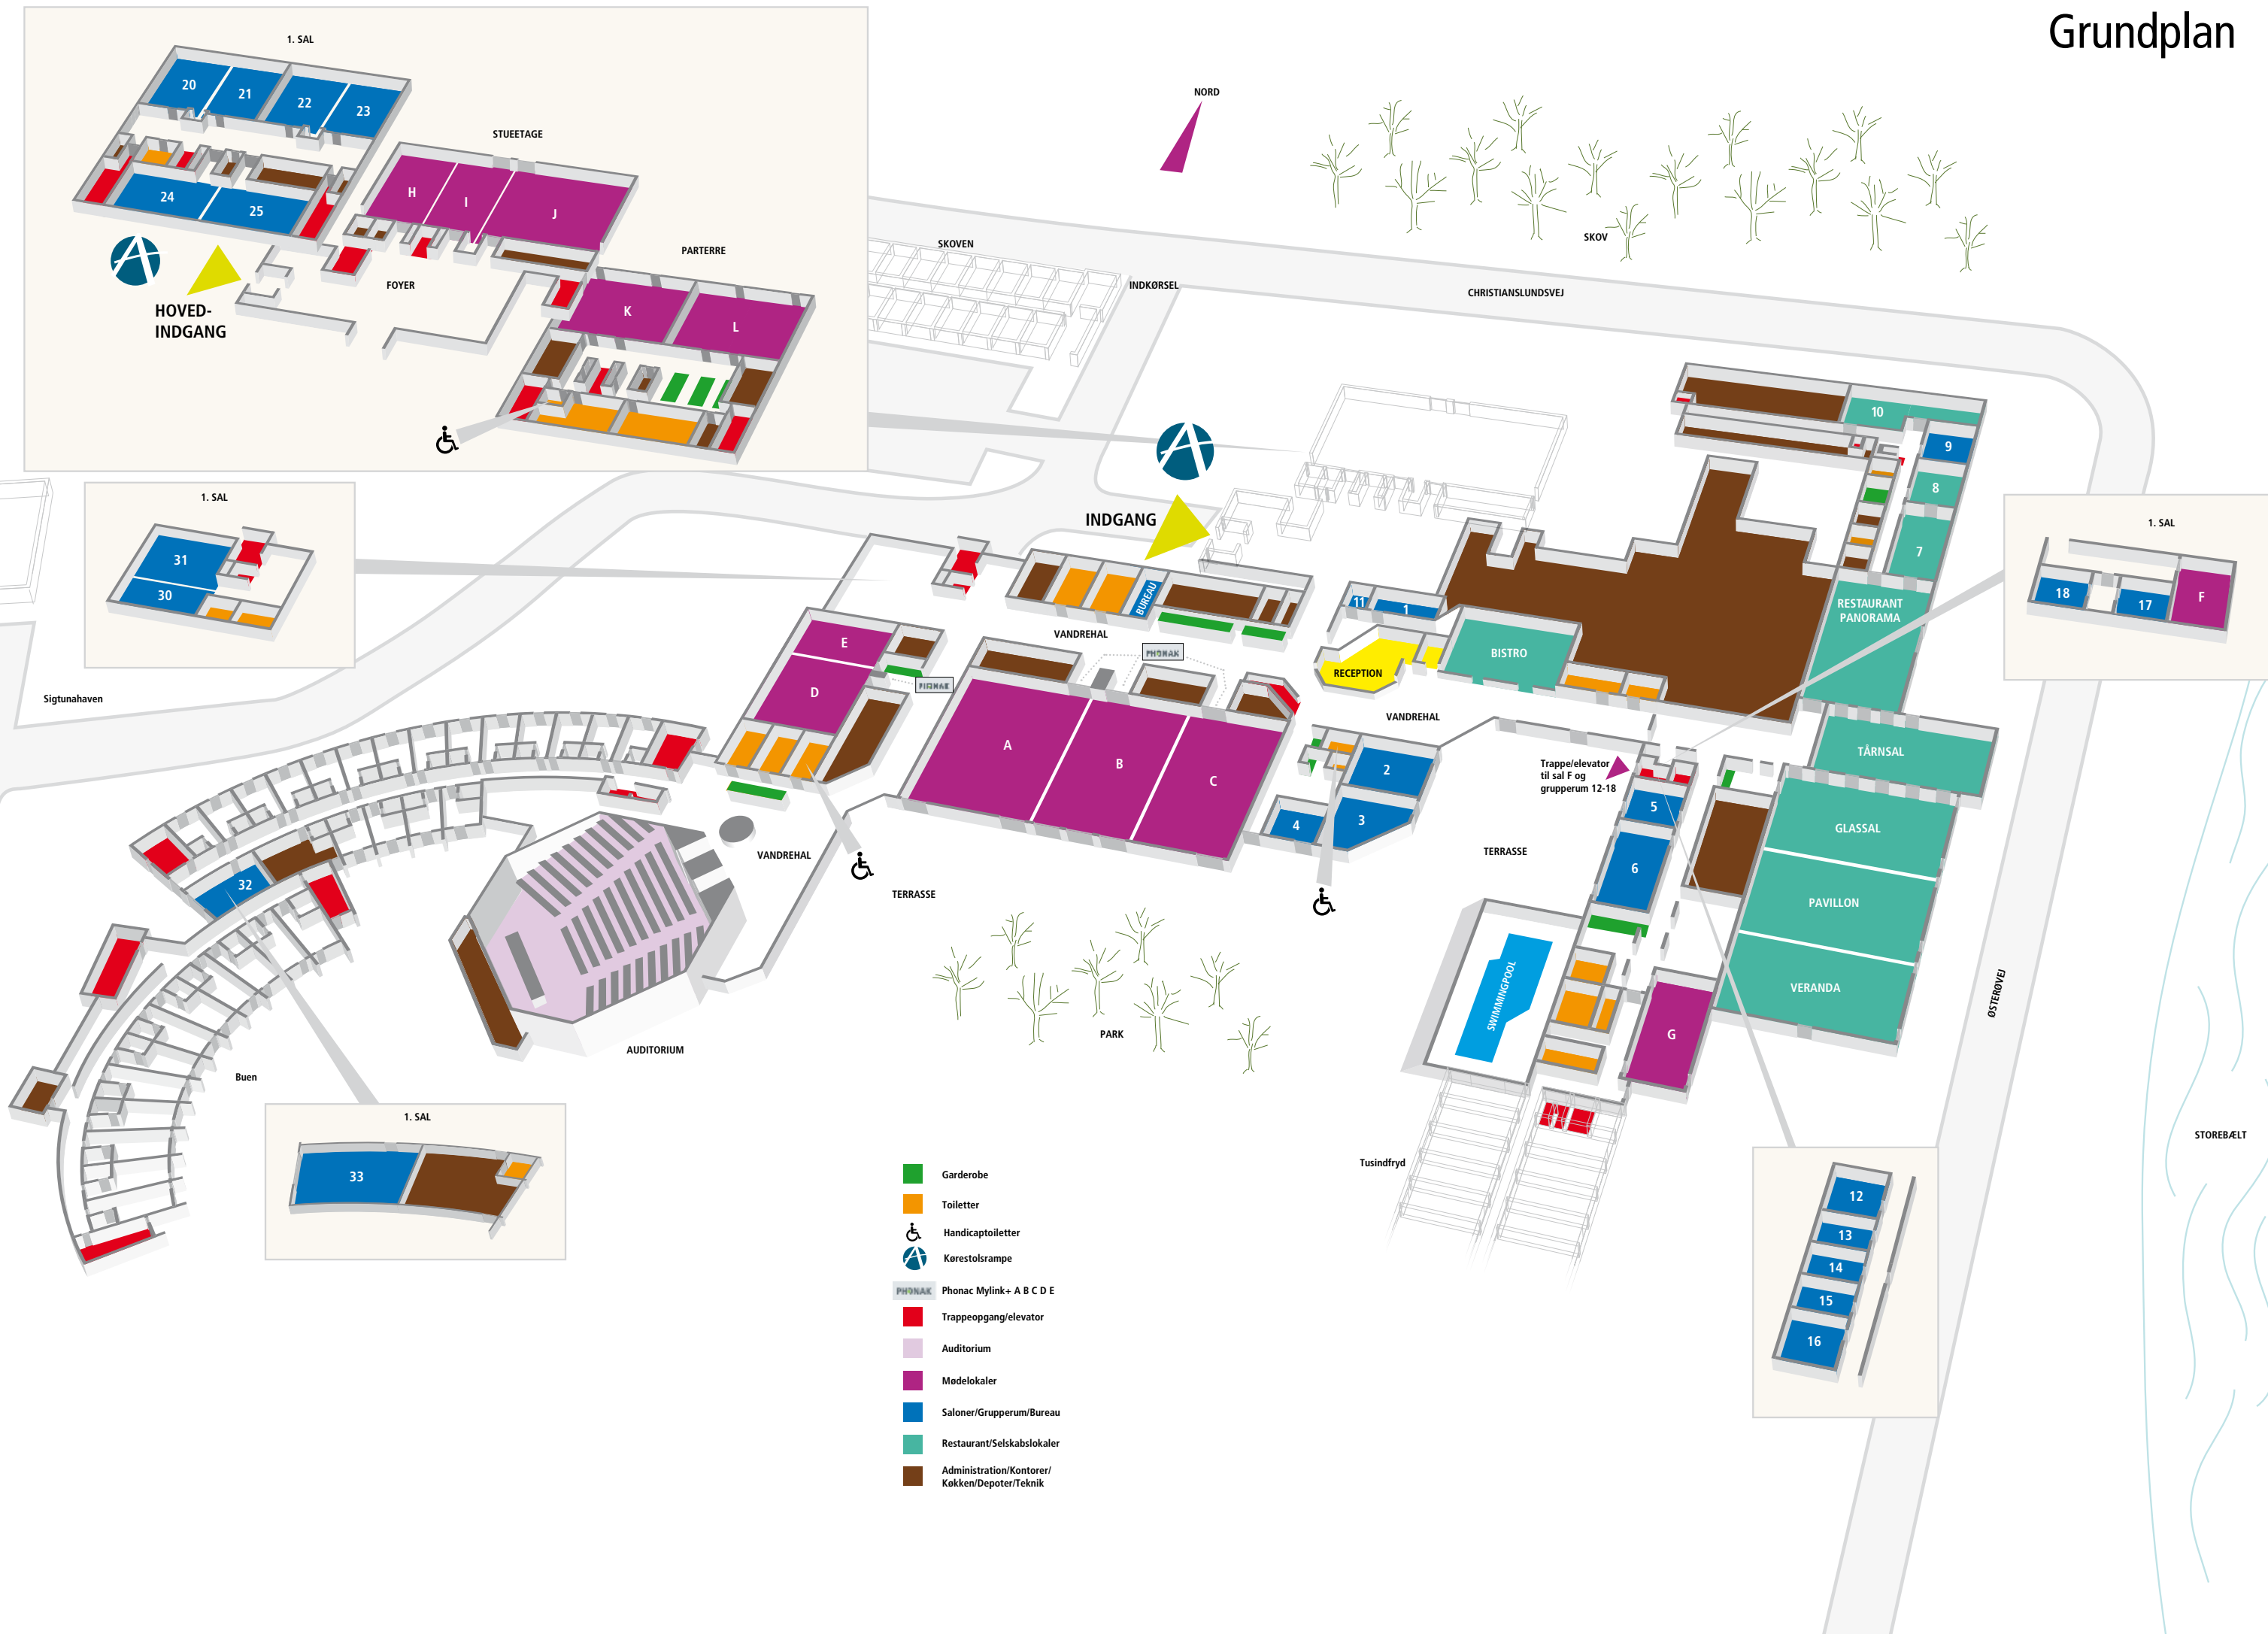 Grundplan
1. SAL
20
21
22
23
24
25
STUEETAGE
H
I
J
PARTERRE
K
L
FOYER
HOVED-
INDGANG
NORD
SKOVEN
INDKØRSEL
SKOV
CHRISTIANSLUNDSVEJ
1. SAL
31
30
Sigtunahaven
INDGANG
BUREAU
VANDREHAL
PHONAK
PHONAK
E
D
A
B
C
11
1
RECEPTION
BISTRO
VANDREHAL
10
9
8
7
RESTAURANT
PANORAMA
1. SAL
18
17
F
TÅRNSAL
Trappe/elevator
til sal F og
grupperum 12-18
2
3
4
5
6
GLASSAL
PAVILLON
VERANDA
TERRASSE
SWIMMINGPOOL
G
VANDREHAL
TERRASSE
32
AUDITORIUM
PARK
Buen
ØSTERØVEJ
STOREBÆLT
Tusindfryd
1. SAL
33
12
13
14
15
16
Garderobe
Toiletter
Handicaptoiletter
Kørestolsrampe
PHONAK
Phonac Mylink+ A B C D E
Trappeopgang/elevator
Auditorium
Mødelokaler
Saloner/Grupperum/Bureau
Restaurant/Selskabslokaler
Administration/Kontorer/
Køkken/Depoter/Teknik